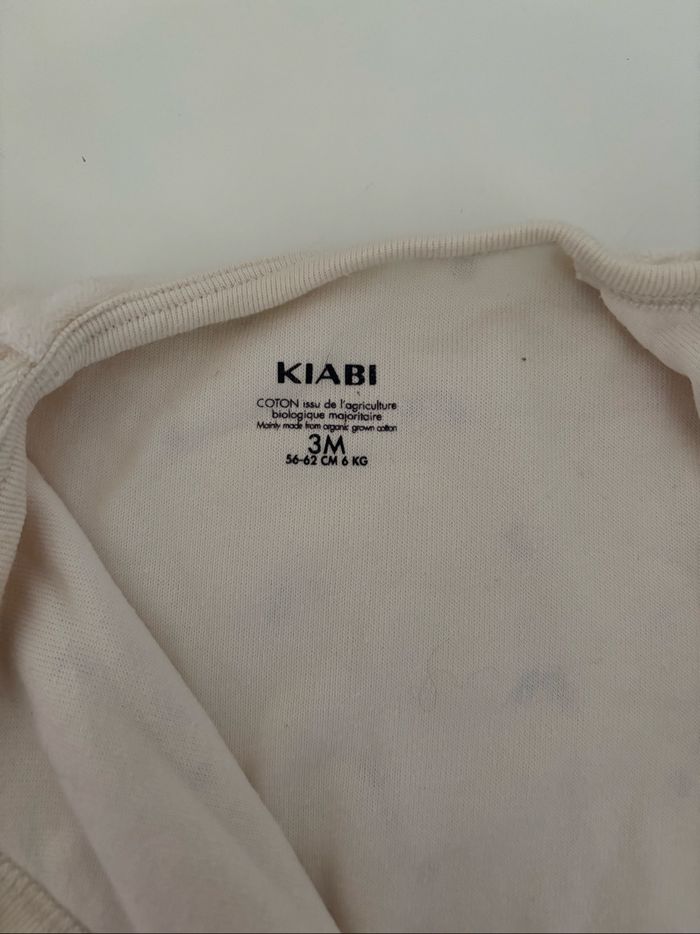 KIABI
COTON issu de l'agriculture
biologique majoritaire
Mainly made from organic grown cotton
3M
56-62 CM 6 KG